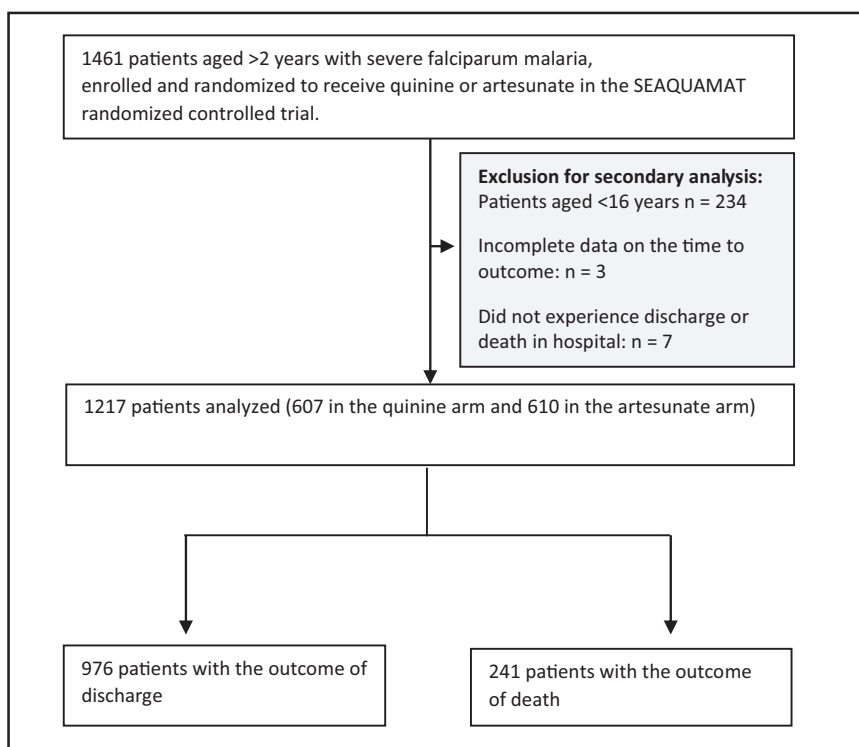 1461 patients aged >2 years with severe falciparum malaria,
enrolled and randomized to receive quinine or artesunate in the SEAQUAMAT
randomized controlled trial.
Exclusion for secondary analysis:
Patients aged <16 years n = 234
Incomplete data on the time to
outcome: n = 3
Did not experience discharge or
death in hospital: n = 7
1217 patients analyzed (607 in the quinine arm and 610 in the artesunate arm)
976 patients with the outcome of
discharge
241 patients with the outcome
of death